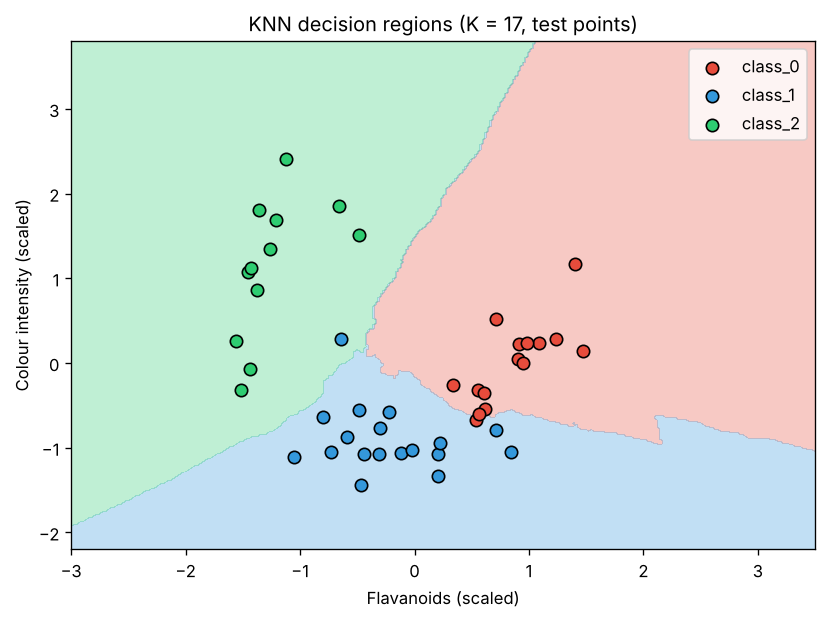 KNN decision regions (K = 17, test points)
class_0
class_1
class_2
Colour intensity (scaled)
3
2
1
0
−1
−2
−3
−2
−1
0
1
2
3
Flavanoids (scaled)